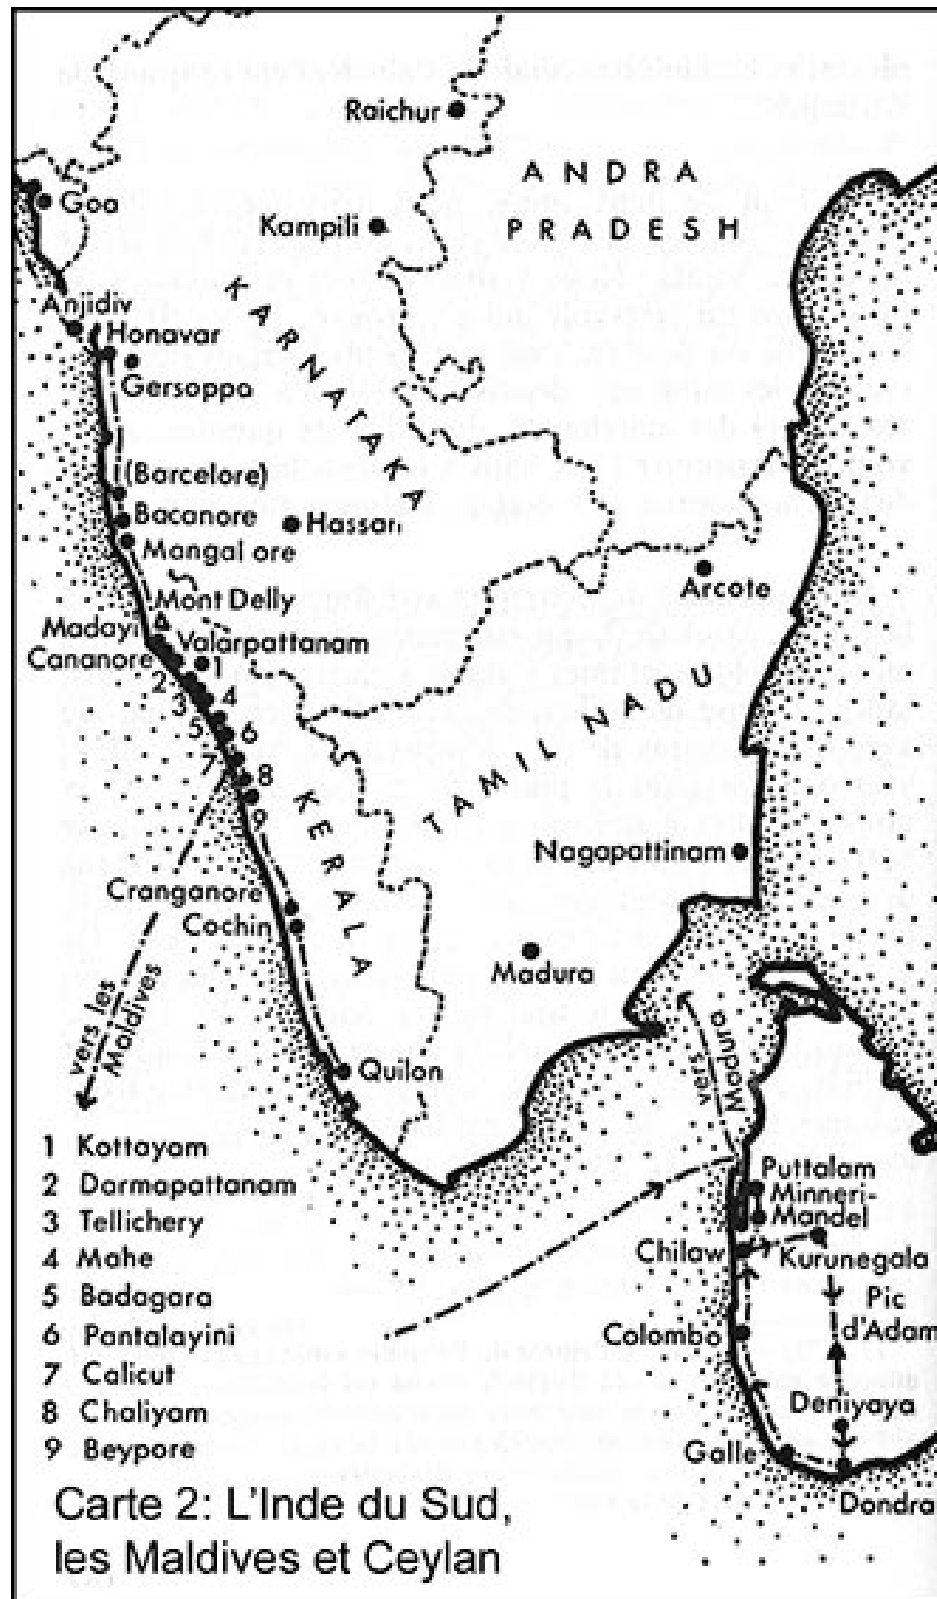 Raichur
ANDRA
PRADESH
Goa
Kampili
KARNATAKA
Anjidiv
Honavar
Gersoppa
(Barcelore)
Bacanore
Hassan
Mangal ore
Arcote
Mont Delly
Madayi
Valarpattanam
Cananore
1
2
3
4
5
6
7
8
9
TAMIL NADU
KERALA
Nagapattinam
Cranganore
Cochin
Madura
vers les
Maldives
vers
Madura
Quilon
1 Kottayam
2 Darmapattanam
3 Tellichery
4 Mahe
5 Badagara
6 Pantalayini
7 Calicut
8 Chaliyam
9 Beypore
Puttalam
Minneri-
Mandel
Chilaw
Kurunegala
Pic
d'Adam
Colombo
Deniyaya
Galle
Dondra
Carte 2: L'Inde du Sud,
les Maldives et Ceylan